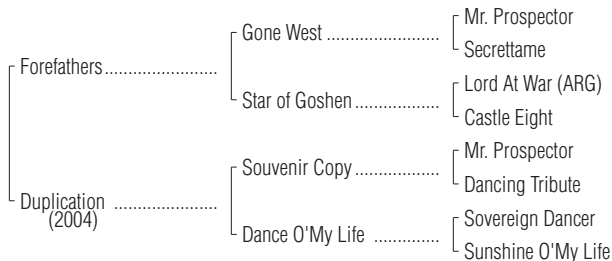 Mr. Prospector
Gone West ..................
Secrettame
Forefathers ..................
Lord At War (ARG)
Star of Goshen ..................
Castle Eight
Mr. Prospector
Souvenir Copy ..................
Dancing Tribute
Duplication ..................
(2004)
Sovereign Dancer
Dance O'My Life ..................
Sunshine O'My Life